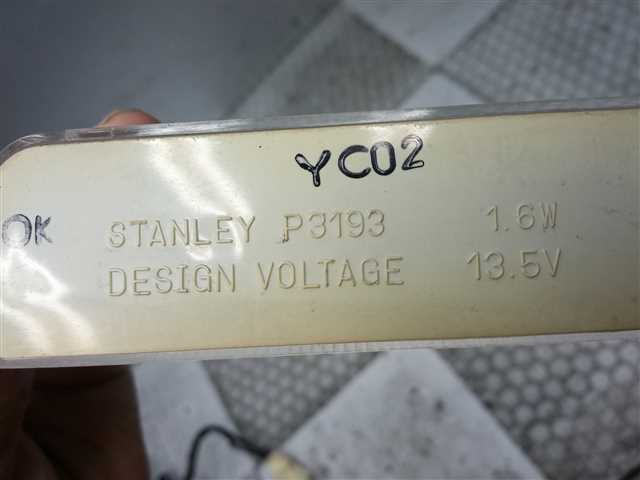 YC02
OK
STANLEY P3193 1.6W
DESIGN VOLTAGE 13.5V